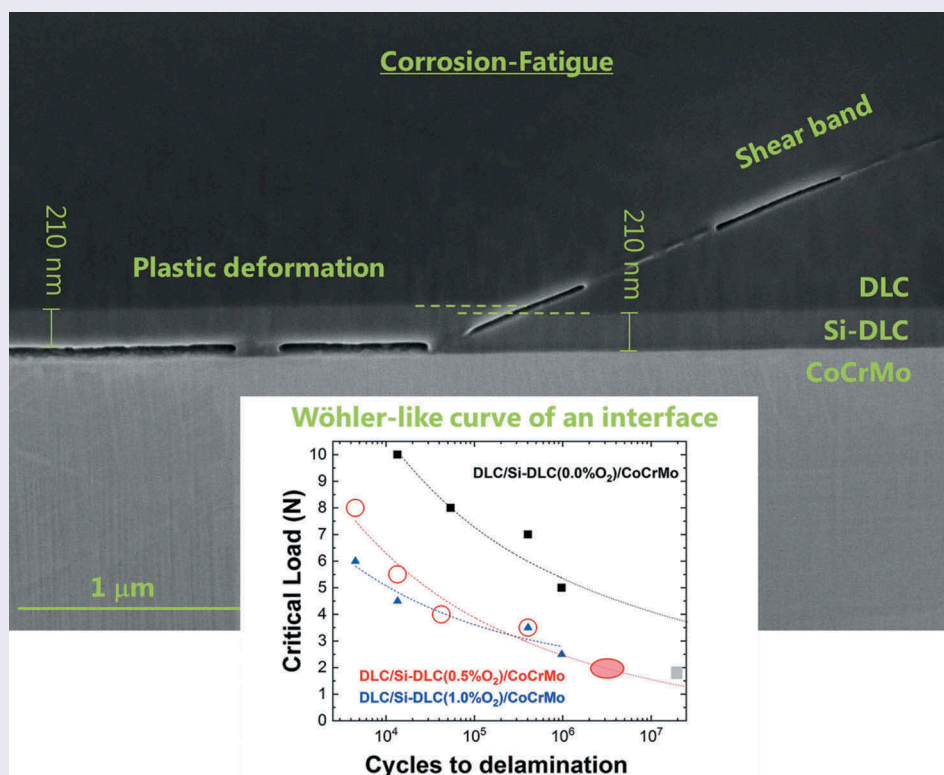 Corrosion-Fatigue
Shear band
210 nm
210 nm
Plastic deformation
DLC
Si-DLC
CoCrMo
1 μm
Wöhler-like curve of an interface
10
9
8
7
6
5
4
3
2
1
0
Critical Load (N)
DLC/Si-DLC(0.0%O₂)/CoCrMo
DLC/Si-DLC(0.5%O₂)/CoCrMo
DLC/Si-DLC(1.0%O₂)/CoCrMo
10⁴ 10⁵ 10⁶ 10⁷
Cycles to delamination